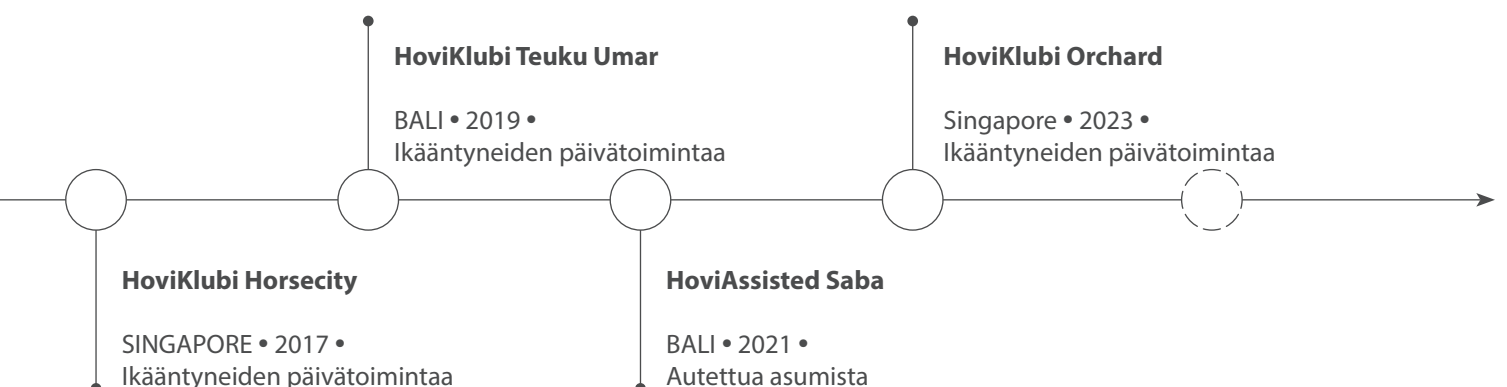 HoviKlubi Teuku Umar
BALI • 2019 •
Ikääntyneiden päivätoimintaa
HoviKlubi Orchard
Singapore • 2023 •
Ikääntyneiden päivätoimintaa
HoviKlubi Horsecity
SINGAPORE • 2017 •
Ikääntyneiden päivätoimintaa
HoviAssisted Saba
BALI • 2021 •
Autettua asumista